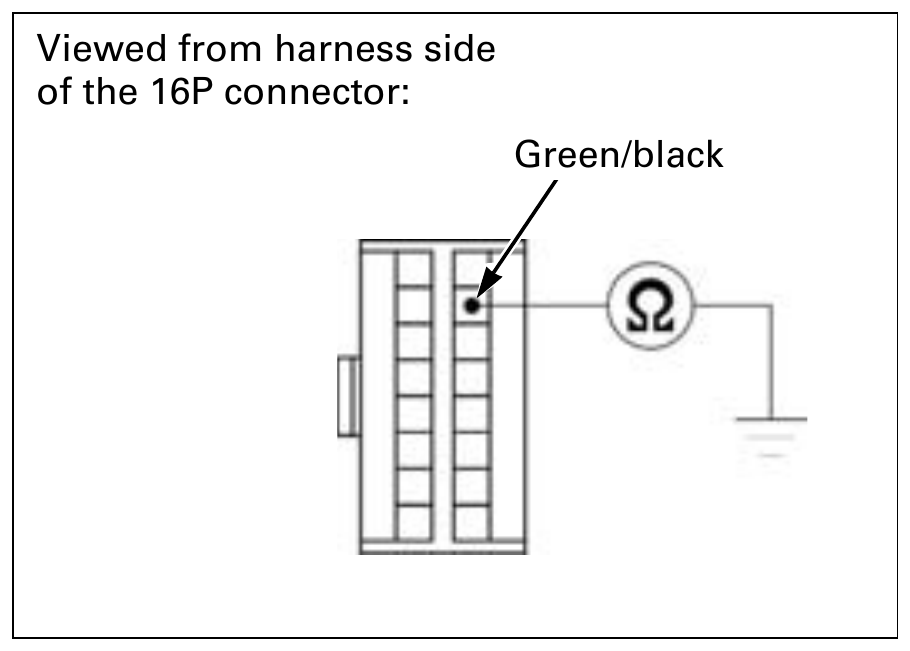 Viewed from harness side
of the 16P connector:
Green/black
Ω